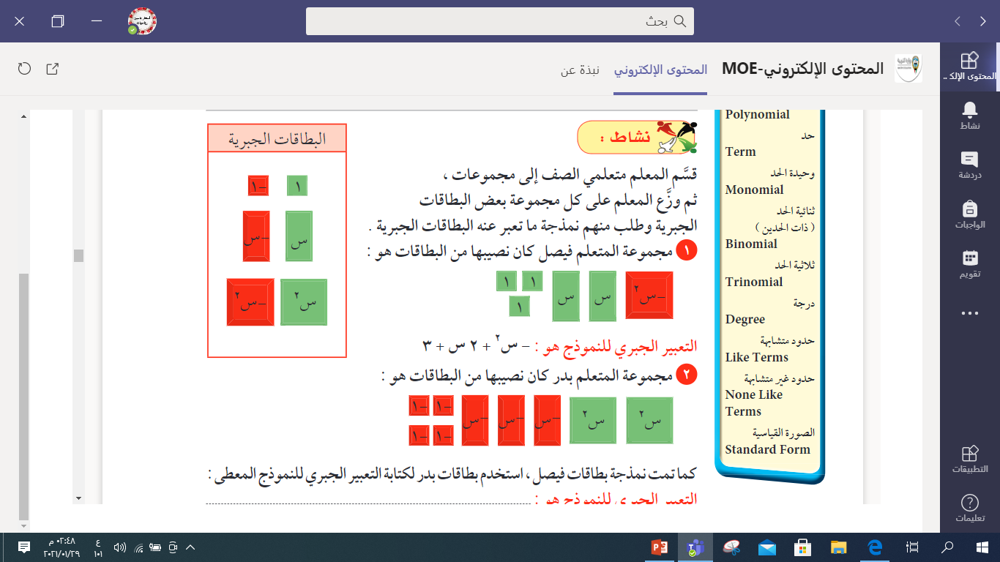 بحث
المحتوى الإلكتروني-MOE
المحتوى الإلكتروني
نبذة عن
المحتوى الإلك ..
نشاط
دردشة
الواجبات
تقويم
التطبيقات
تعليمات
Polynomial
حد
Term
وحيدة الحد
Monomial
ثنائية الحد
( ذات الحدين )
Binomial
ثلاثية الحد
Trinomial
درجة
Degree
حدود متشابهة
Like Terms
حدود غير متشابهة
None Like
Terms
الصورة القياسية
Standard Form
نشاط :
قسَّم المعلم متعلمي الصف إلى مجموعات ،
ثم وزَّع المعلم على كل مجموعة بعض البطاقات
الجبرية وطلب منهم نمذجة ما تعبر عنه البطاقات الجبرية .
١ مجموعة المتعلم فيصل كان نصيبها من البطاقات هو :
–س٢ س س ١ ١
١
التعبير الجبري للنموذج هو : – س٢ + ٢ س + ٣
٢ مجموعة المتعلم بدر كان نصيبها من البطاقات هو :
س٢ س٢ –س –س –س –١ –١
–١ –١
كما تمت نمذجة بطاقات فيصل ، استخدم بطاقات بدر لكتابة التعبير الجبري للنموذج المعطى :
التعبير الجبري للنموذج هو :
البطاقات الجبرية
١ –١
س –س
س٢ –س٢
ع
١٠١
٠٢:٤٨ م
٢٠٢١/٠١/٢٩